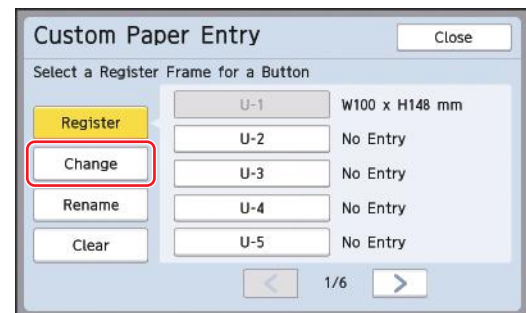 Custom Paper Entry
Close
Select a Register Frame for a Button
Register
Change
Rename
Clear
U-1 W100 x H148 mm
U-2 No Entry
U-3 No Entry
U-4 No Entry
U-5 No Entry
< 1/6 >